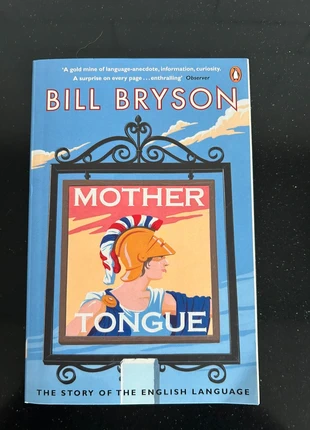 'A gold mine of language-anecdote, information, curiosity.
A surprise on every page ...enthralling' Observer
BILL BRYSON
MOTHER
TONGUE
THE STORY OF THE ENGLISH LANGUAGE